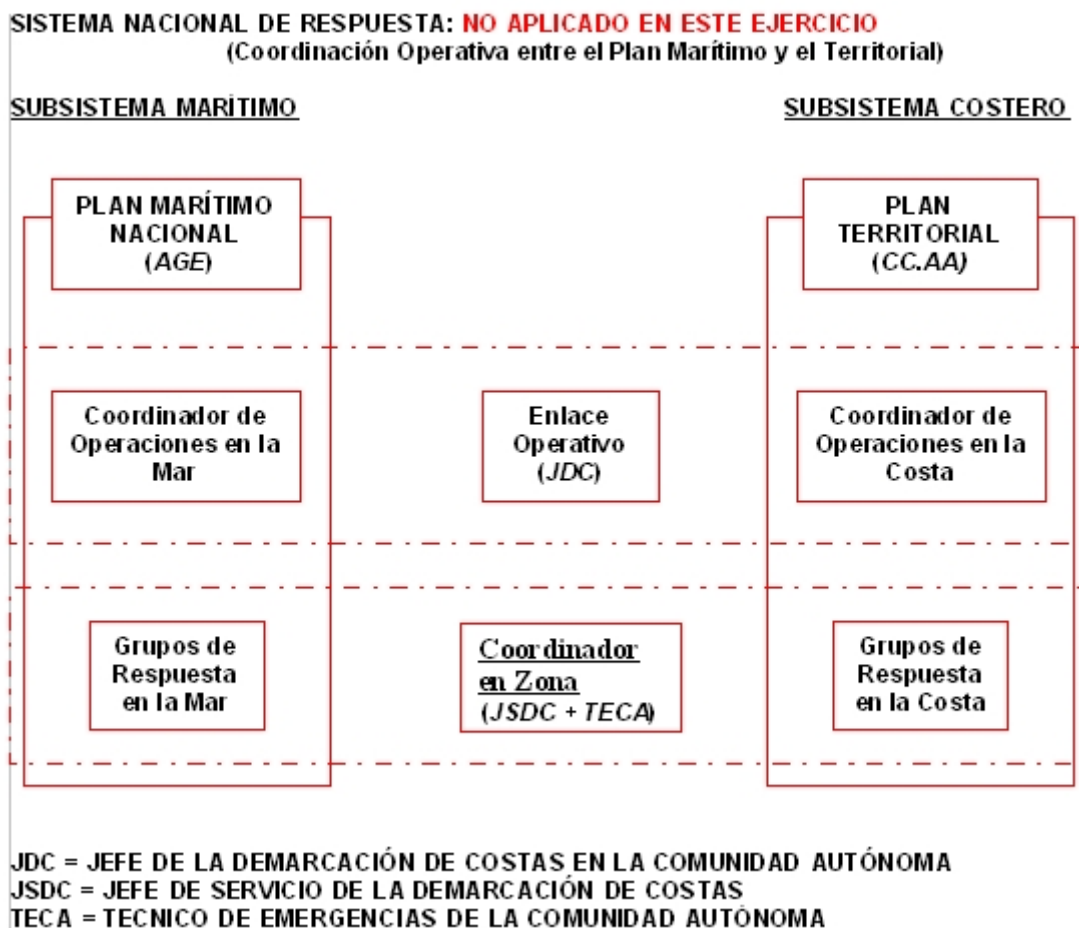 SISTEMA NACIONAL DE RESPUESTA: NO APLICADO EN ESTE EJERCICIO
(Coordinación Operativa entre el Plan Marítimo y el Territorial)
SUBSISTEMA MARÍTIMO
SUBSISTEMA COSTERO
PLAN MARÍTIMO
NACIONAL
(AGE)
PLAN
TERRITORIAL
(CC.AA)
Coordinador de
Operaciones en la
Mar
Enlace
Operativo
(JDC)
Coordinador de
Operaciones en la
Costa
Grupos de
Respuesta
en la Mar
Coordinador
en Zona
(JSDC + TECA)
Grupos de
Respuesta
en la Costa
JDC = JEFE DE LA DEMARCACIÓN DE COSTAS EN LA COMUNIDAD AUTÓNOMA
JSDC = JEFE DE SERVICIO DE LA DEMARCACIÓN DE COSTAS
TECA = TECNICO DE EMERGENCIAS DE LA COMUNIDAD AUTÓNOMA